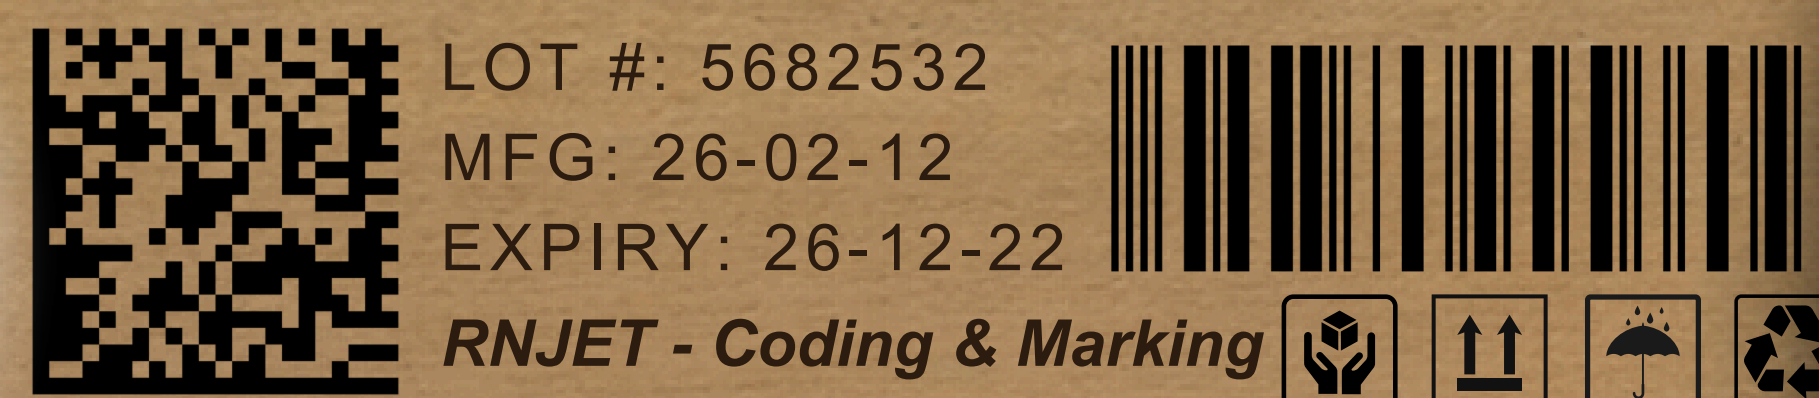 LOT #: 5682532
MFG: 26-02-12
EXPIRY: 26-12-22
RNJET - Coding & Marking